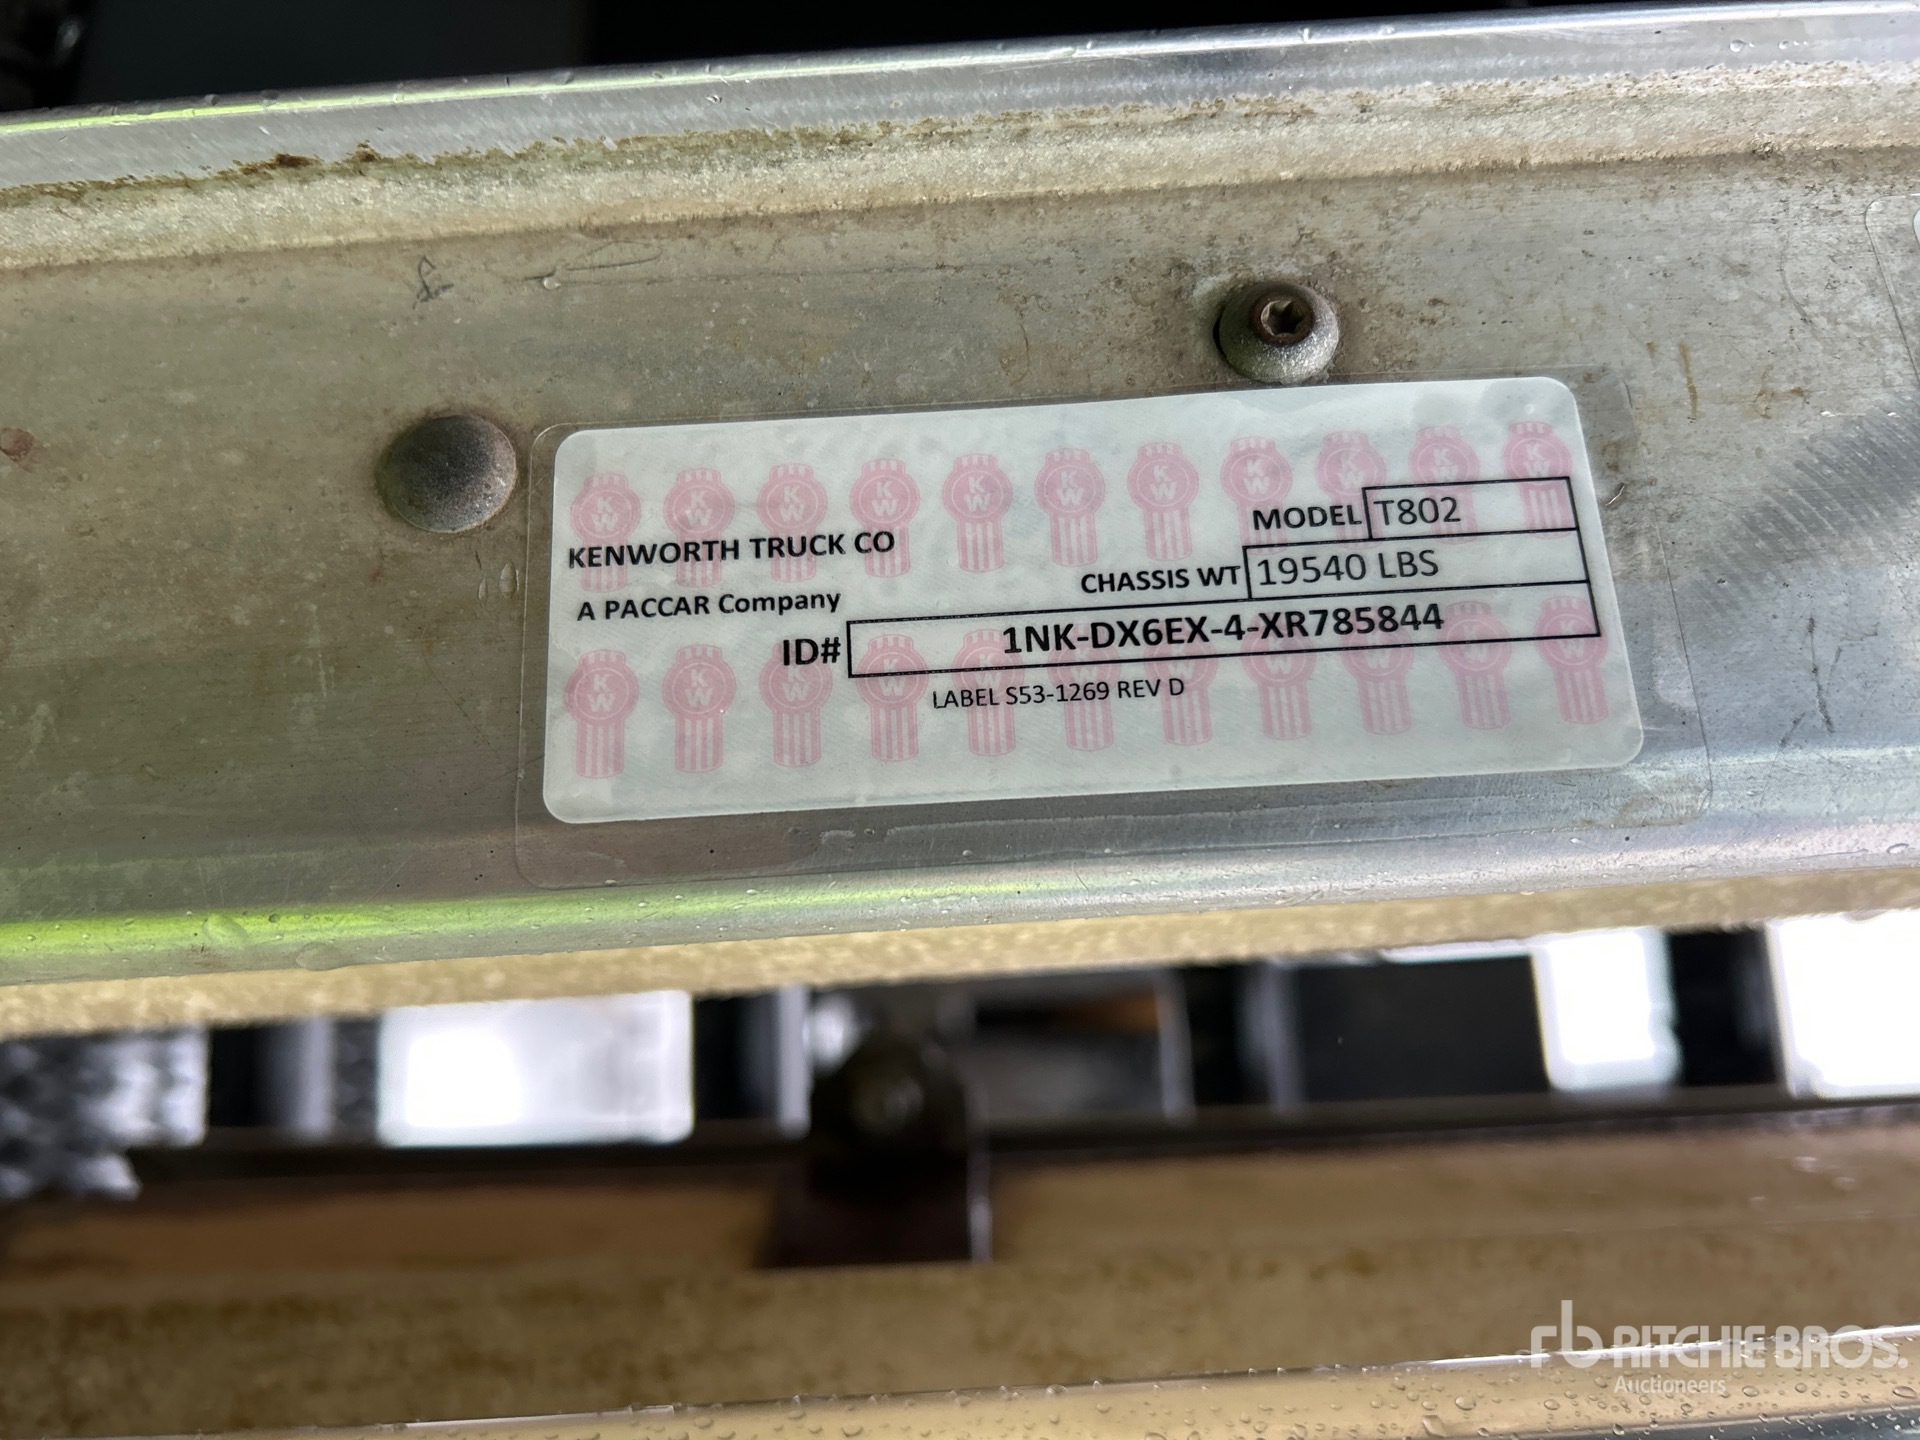 MODEL T802
KENWORTH TRUCK CO
CHASSIS WT 19540 LBS
A PACCAR Company
ID# 1NK-DX6EX-4-XR785844
LABEL S53-1269 REV D
rb RITCHIE BROS.
Auctioneers